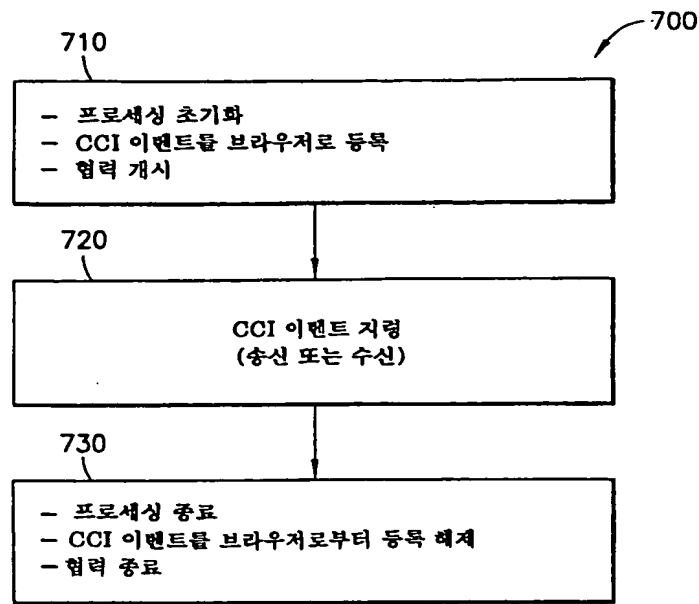 700
710
– 프로세싱 초기화
– CCI 이벤트를 브라우저로 등록
– 협력 개시
720
CCI 이벤트 지령
(송신 또는 수신)
730
– 프로세싱 종료
– CCI 이벤트를 브라우저로부터 등록 해제
– 협력 종료